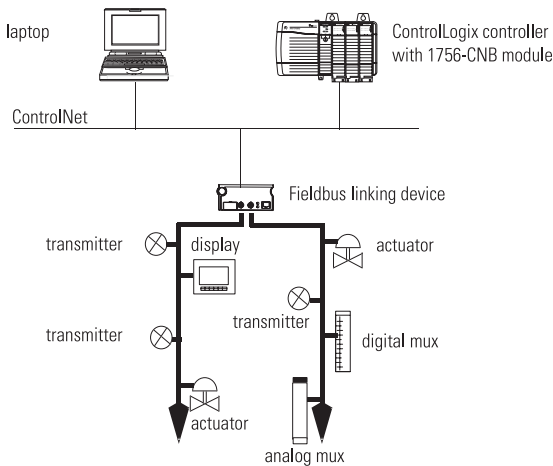 laptop
ControlLogix controller
with 1756-CNB module
ControlNet
Fieldbus linking device
transmitter
display
actuator
transmitter
transmitter
digital mux
actuator
analog mux